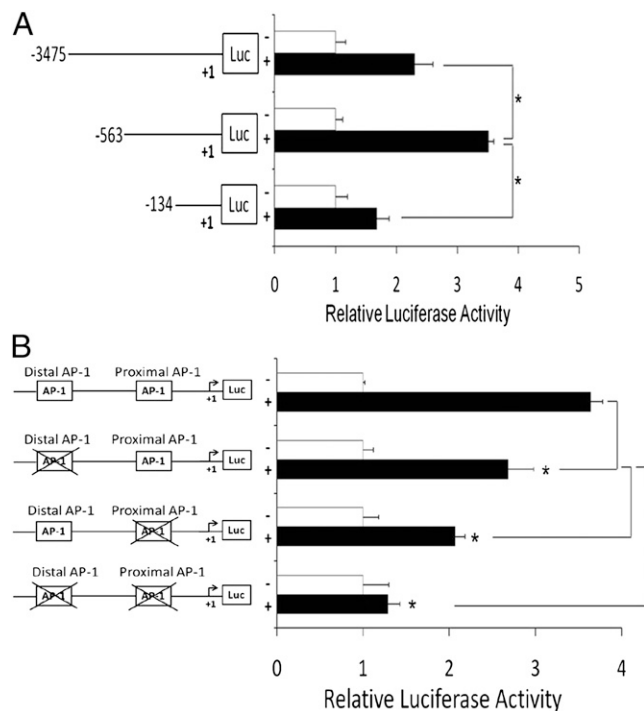 A
-3475
+1
Luc
-
+
*
-563
+1
Luc
-
+
*
-134
+1
Luc
-
+
0 1 2 3 4 5
Relative Luciferase Activity
B
Distal AP-1 Proximal AP-1
AP-1 AP-1 +1 Luc
-
+
Distal AP-1 Proximal AP-1
AP-1 AP-1 +1 Luc
-
+
*
Distal AP-1 Proximal AP-1
AP-1 AP-1 +1 Luc
-
+
*
Distal AP-1 Proximal AP-1
AP-1 AP-1 +1 Luc
-
+
*
0 1 2 3 4
Relative Luciferase Activity